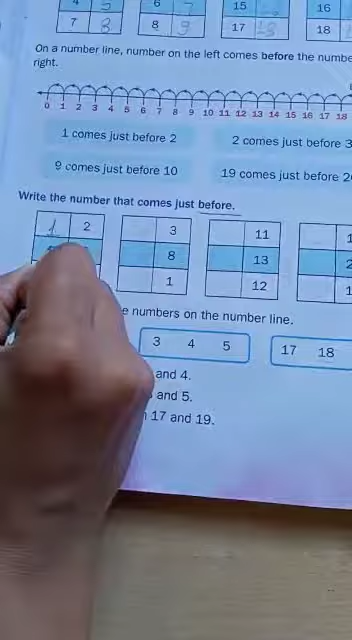 4 5 6 7 15 16
7 8 8 9 17 18 18
On a number line, number on the left comes before the numbe
right.
0 1 2 3 4 5 6 7 8 9 10 11 12 13 14 15 16 17 18
1 comes just before 2 2 comes just before 3
9 comes just before 10 19 comes just before 2
Write the number that comes just before.
1 2 3 11 1
8 13 2
1 12 1
e numbers on the number line.
3 4 5 17 18
and 4.
and 5.
17 and 19.